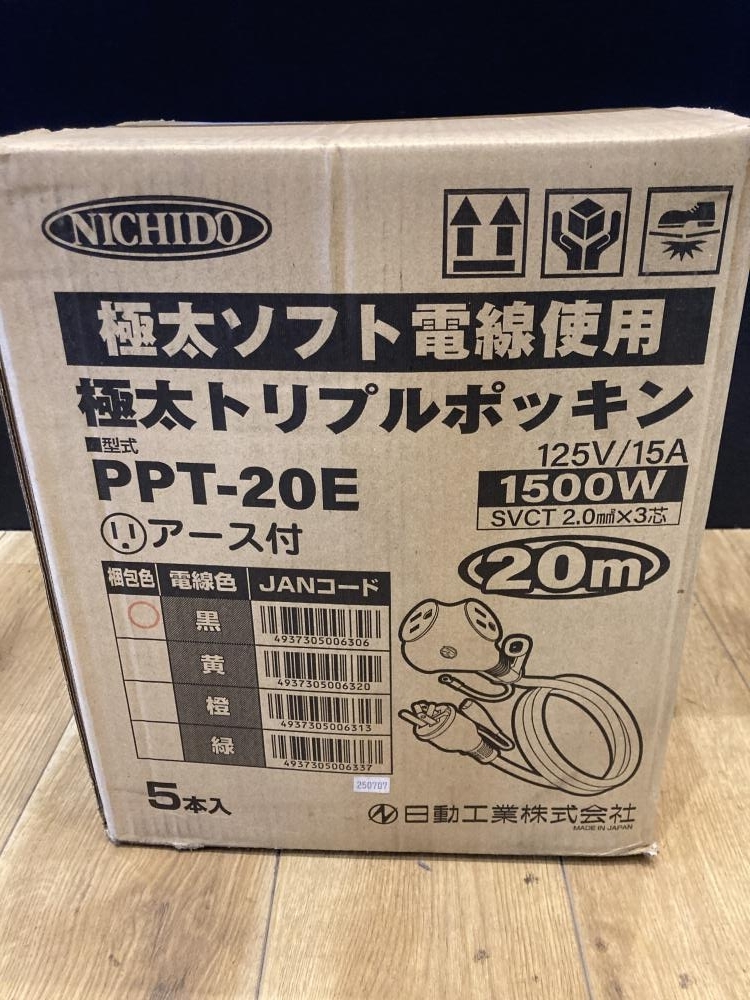 NICHIDO
極太ソフト電線使用
極太トリプルポッキン
■型式
PPT-20E
125V/15A
1500W
SVCT 2.0m㎡×3芯
アース付
20m
梱包色 電線色 JANコード
黒 4937305006306
黄 4937305006320
橙 4937305006313
緑 4937305006337
250707
5本入
日動工業株式会社
MADE IN JAPAN